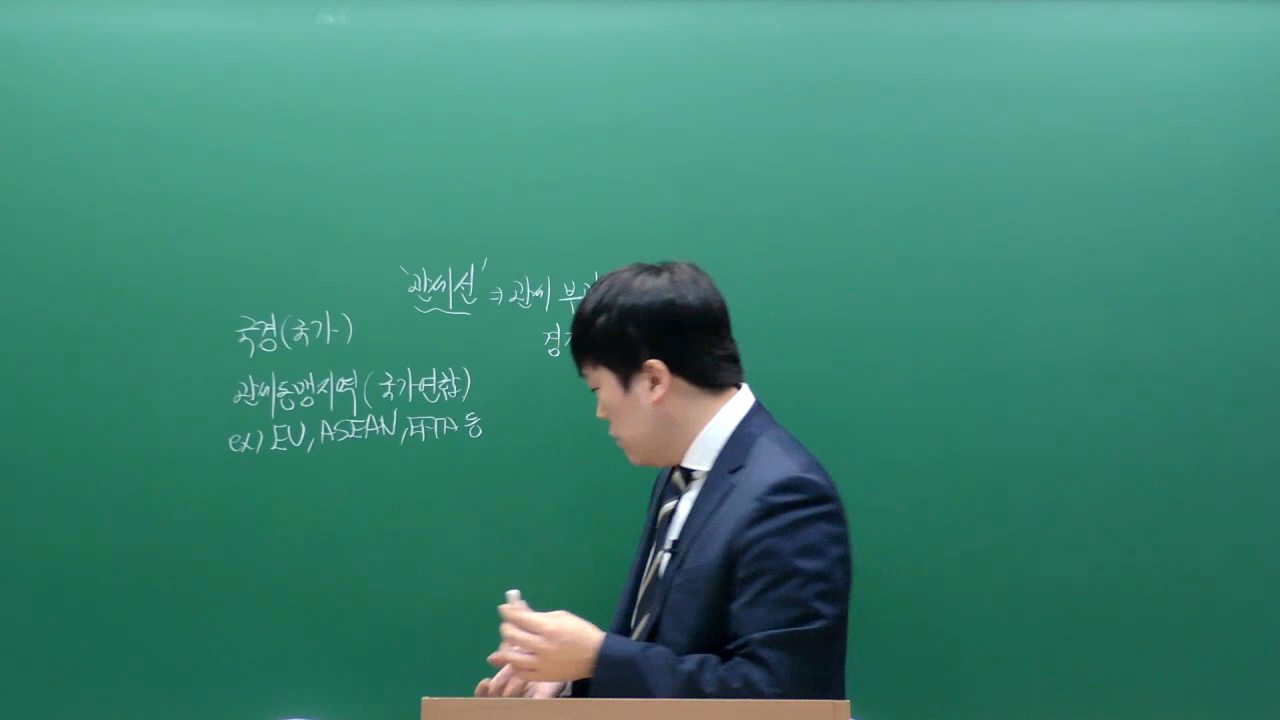 '관세선' ⇒ 관세 부
국경(국가)
관세동맹지역(국가연합)
ex) EU, ASEAN, EFTA 등